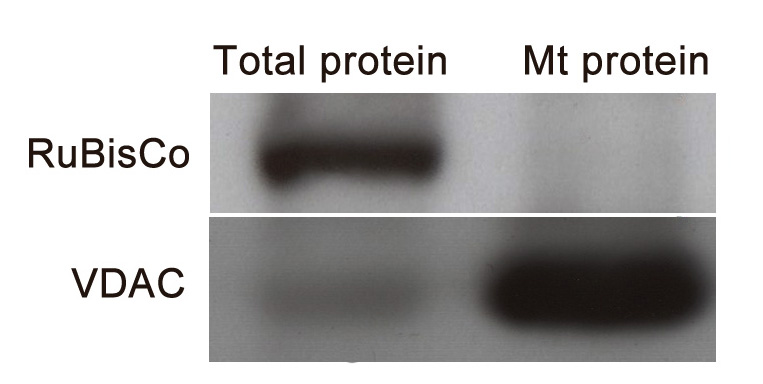 Total protein Mt protein
RuBisCo
VDAC